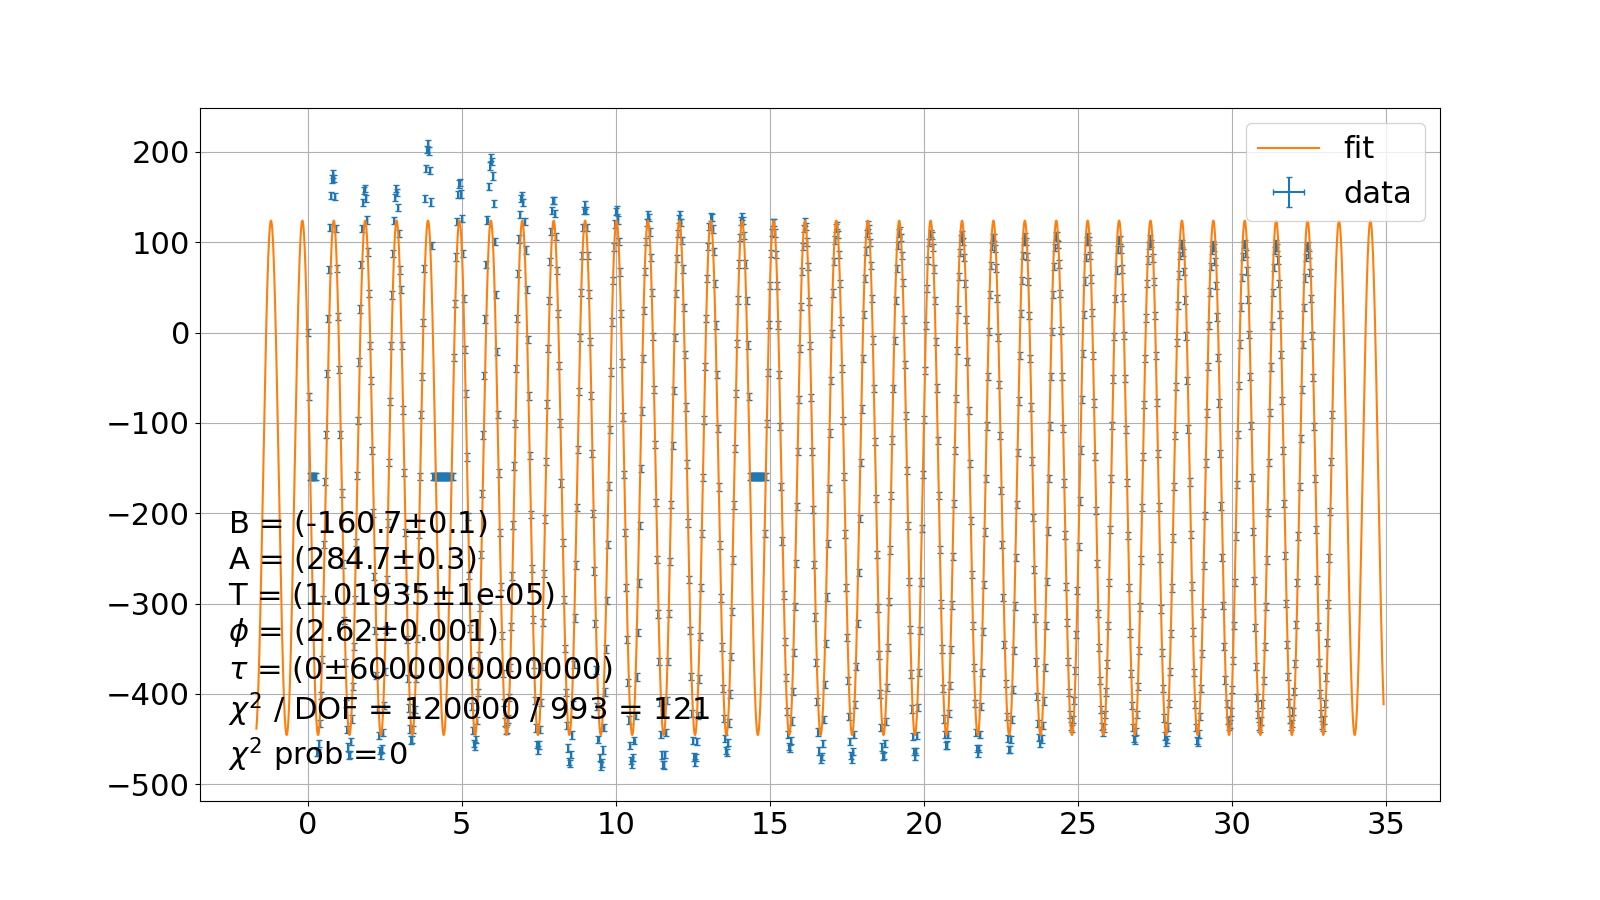 fit
data
200
100
0
−100
−200
−300
−400
−500
B = (-160.7±0.1)
A = (284.7±0.3)
T = (1.01935±1e-05)
ϕ = (2.62±0.001)
τ = (0±6000000000000)
χ² / DOF = 120000 / 993 = 121
χ² prob = 0
0 5 10 15 20 25 30 35